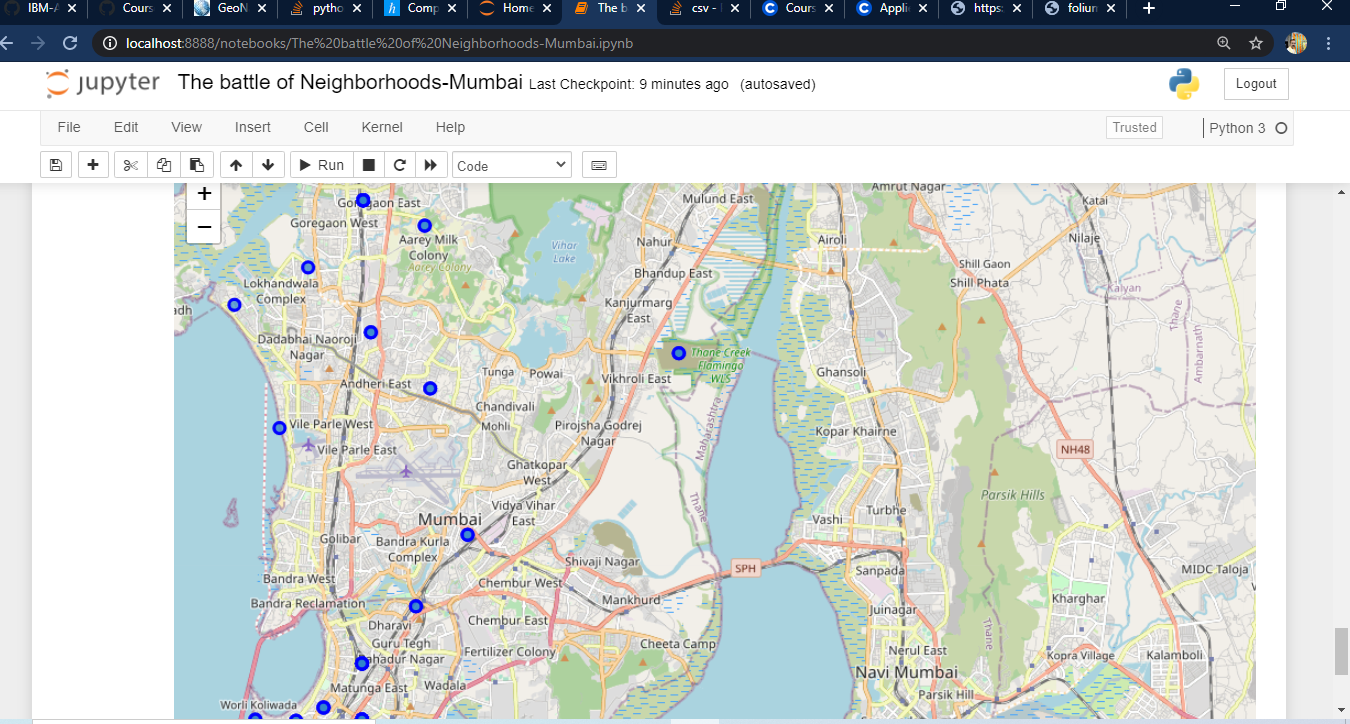 IBM-A
Cours
GeoN
pytho
Comp
Home
The b
csv -
Cours
Appli
https:
foliun
localhost:8888/notebooks/The%20battle%20of%20Neighborhoods-Mumbai.ipynb
jupyter The battle of Neighborhoods-Mumbai Last Checkpoint: 9 minutes ago (autosaved)
Logout
File Edit View Insert Cell Kernel Help
Trusted
Python 3
Run
Code
+
−
Goregaon West
Aarey Milk
Colony
Aarey Colony
Vihar
Lake
Mulund East
Nahur
Bhandup East
Kanjurmarg
East
Airoli
Amrut Nagar
Katai
Nilaje
Shill Gaon
Shill Phata
Kalyan
Thane
Ambarnath
Lokhandwala
Complex
adh
Dadabhai Naoroji
Nagar
Andheri East
Tunga
Powai
Vikhroli East
Thane Creek
Flamingo
WLS
Ghansoli
Chandivali
Mohli
Pirojsha Godrej
Nagar
Maharashtra
Kopar Khairne
NH48
Vile Parle West
Vile Parle East
Ghatkopar
West
Vidya Vihar
East
Thane
Parsik Hills
Turbhe
Vashi
Mumbai
Golibar
Bandra Kurla
Complex
Shivaji Nagar
SPH
Sanpada
MIDC Taloja
Bandra West
Bandra Reclamation
Chembur West
Mankhurd
Juinagar
Kharghar
Dharavi
Chembur East
Guru Tegh
Bahadur Nagar
Fertilizer Colony
Cheeta Camp
Thane
Nerul East
Kopra Village
Kalamboli
Navi Mumbai
Matunga East
Wadala
Parsik Hill
Worli Koliwada